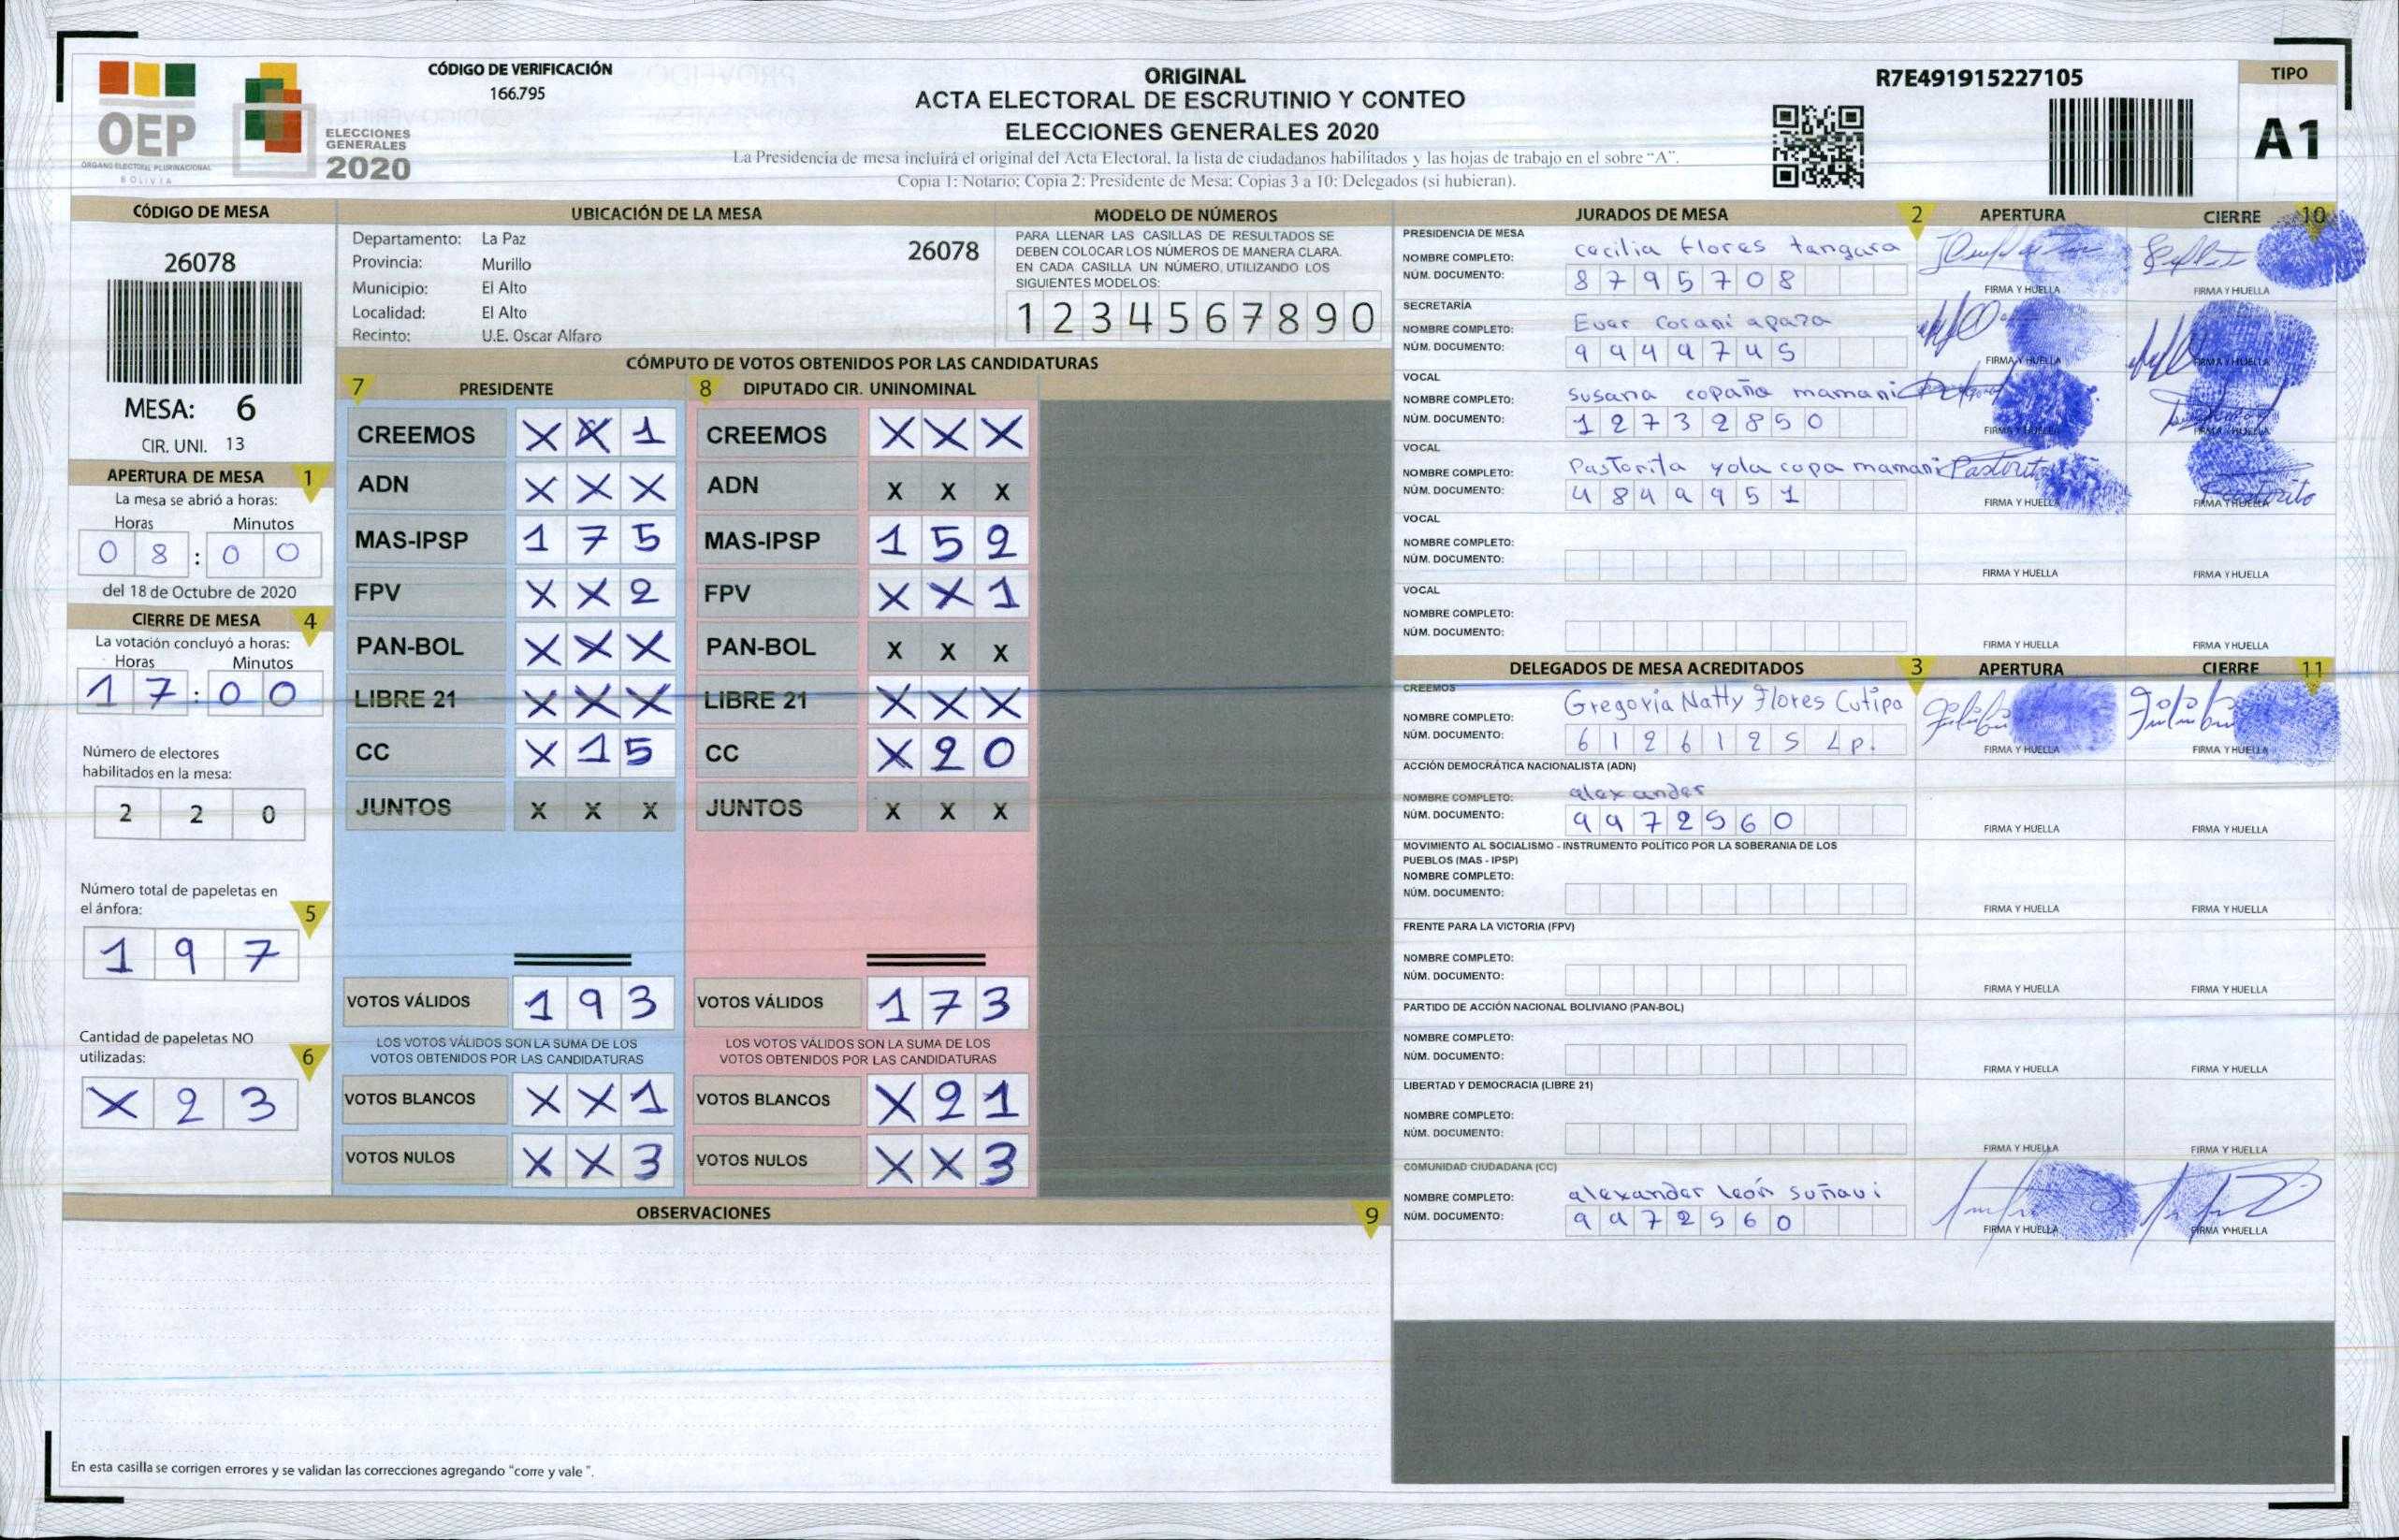 CÓDIGO DE VERIFICACIÓN
166.795
OEP
ÓRGANO ELECTORAL PLURINACIONAL
BOLIVIA
ELECCIONES
GENERALES
2020
ORIGINAL
ACTA ELECTORAL DE ESCRUTINIO Y CONTEO
ELECCIONES GENERALES 2020
La Presidencia de mesa incluirá el original del Acta Electoral, la lista de ciudadanos habilitados y las hojas de trabajo en el sobre "A".
Copia 1: Notario; Copia 2: Presidente de Mesa; Copias 3 a 10: Delegados (si hubieran).
R7E491915227105
TIPO
A1
CÓDIGO DE MESA
26078
MESA: 6
CIR. UNI. 13
APERTURA DE MESA 1
La mesa se abrió a horas:
Horas Minutos
0 8 : 0 0
del 18 de Octubre de 2020
CIERRE DE MESA 4
La votación concluyó a horas:
Horas Minutos
1 7 : 0 0
Número de electores
habilitados en la mesa:
2 2 0
Número total de papeletas en
el ánfora:
5
1 9 7
Cantidad de papeletas NO
utilizadas:
6
X 2 3
UBICACIÓN DE LA MESA
Departamento: La Paz
26078
Provincia: Murillo
Municipio: El Alto
Localidad: El Alto
Recinto: U.E. Oscar Alfaro
MODELO DE NÚMEROS
PARA LLENAR LAS CASILLAS DE RESULTADOS SE
DEBEN COLOCAR LOS NÚMEROS DE MANERA CLARA.
EN CADA CASILLA UN NÚMERO, UTILIZANDO LOS
SIGUIENTES MODELOS:
1 2 3 4 5 6 7 8 9 0
CÓMPUTO DE VOTOS OBTENIDOS POR LAS CANDIDATURAS
7 PRESIDENTE 8 DIPUTADO CIR. UNINOMINAL
CREEMOS X X 1 CREEMOS X X X
ADN X X X ADN X X X
MAS-IPSP 1 7 5 MAS-IPSP 1 5 2
FPV X X 2 FPV X X 1
PAN-BOL X X X PAN-BOL X X X
LIBRE 21 X X X LIBRE 21 X X X
CC X 1 5 CC X 2 0
JUNTOS X X X JUNTOS X X X
VOTOS VÁLIDOS 1 9 3 VOTOS VÁLIDOS 1 7 3
LOS VOTOS VÁLIDOS SON LA SUMA DE LOS LOS VOTOS VÁLIDOS SON LA SUMA DE LOS
VOTOS OBTENIDOS POR LAS CANDIDATURAS VOTOS OBTENIDOS POR LAS CANDIDATURAS
VOTOS BLANCOS X X 1 VOTOS BLANCOS X 2 1
VOTOS NULOS X X 3 VOTOS NULOS X X 3
OBSERVACIONES 9
En esta casilla se corrigen errores y se validan las correcciones agregando "corre y vale ".
JURADOS DE MESA 2 APERTURA CIERRE 10
PRESIDENCIA DE MESA
NOMBRE COMPLETO: cecilia flores tangara
NÚM. DOCUMENTO: 8 7 9 5 7 0 8
FIRMA Y HUELLA FIRMA Y HUELLA
SECRETARÍA
NOMBRE COMPLETO: Evar Cosani apaza
NÚM. DOCUMENTO: 9 9 4 9 7 4 5
FIRMA Y HUELLA FIRMA Y HUELLA
VOCAL
NOMBRE COMPLETO: Susana copaña mamani
NÚM. DOCUMENTO: 1 2 7 3 2 8 5 0
FIRMA Y HUELLA FIRMA Y HUELLA
VOCAL
NOMBRE COMPLETO: Pastorita yola copa mamani
NÚM. DOCUMENTO: 4 8 4 9 9 5 1
FIRMA Y HUELLA FIRMA Y HUELLA
VOCAL
NOMBRE COMPLETO:
NÚM. DOCUMENTO:
FIRMA Y HUELLA FIRMA Y HUELLA
VOCAL
NOMBRE COMPLETO:
NÚM. DOCUMENTO:
FIRMA Y HUELLA FIRMA Y HUELLA
DELEGADOS DE MESA ACREDITADOS 3 APERTURA CIERRE 11
CREEMOS
NOMBRE COMPLETO: Gregoria Natty Flores Cutipa
NÚM. DOCUMENTO: 6 1 2 6 1 2 5 Lp.
FIRMA Y HUELLA FIRMA Y HUELLA
ACCIÓN DEMOCRÁTICA NACIONALISTA (ADN)
NOMBRE COMPLETO: alexander
NÚM. DOCUMENTO: 9 9 7 2 5 6 0
FIRMA Y HUELLA FIRMA Y HUELLA
MOVIMIENTO AL SOCIALISMO - INSTRUMENTO POLÍTICO POR LA SOBERANIA DE LOS
PUEBLOS (MAS - IPSP)
NOMBRE COMPLETO:
NÚM. DOCUMENTO:
FIRMA Y HUELLA FIRMA Y HUELLA
FRENTE PARA LA VICTORIA (FPV)
NOMBRE COMPLETO:
NÚM. DOCUMENTO:
FIRMA Y HUELLA FIRMA Y HUELLA
PARTIDO DE ACCIÓN NACIONAL BOLIVIANO (PAN-BOL)
NOMBRE COMPLETO:
NÚM. DOCUMENTO:
FIRMA Y HUELLA FIRMA Y HUELLA
LIBERTAD Y DEMOCRACIA (LIBRE 21)
NOMBRE COMPLETO:
NÚM. DOCUMENTO:
FIRMA Y HUELLA FIRMA Y HUELLA
COMUNIDAD CIUDADANA (CC)
NOMBRE COMPLETO: alexander león suñavi
NÚM. DOCUMENTO: 9 9 7 2 5 6 0
FIRMA Y HUELLA FIRMA Y HUELLA